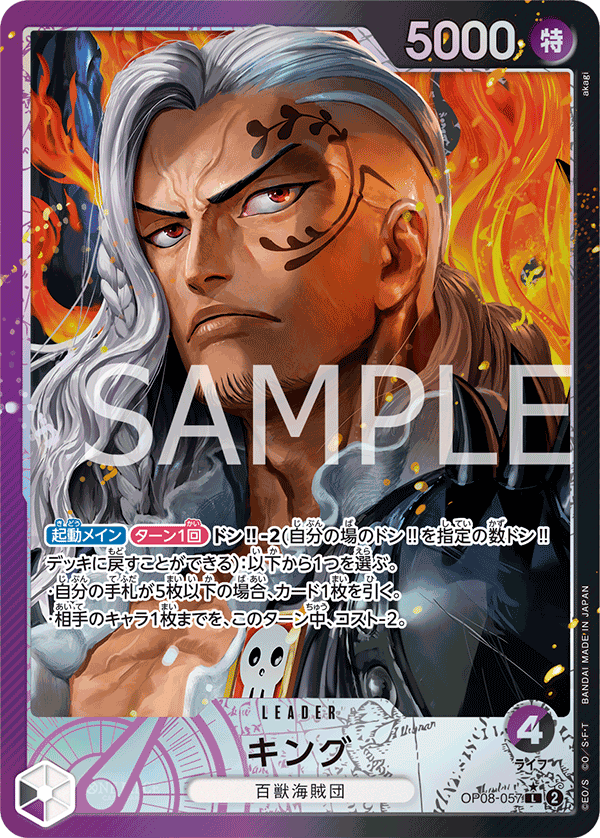 5000
特
akagi
SAMPLE
起動メイン ターン1回 ドン!!-2(自分の場のドン!!を指定の数ドン!!
デッキに戻すことができる):以下から1つを選ぶ。
・自分の手札が5枚以下の場合、カード1枚を引く。
・相手のキャラ1枚までを、このターン中、コスト-2。
LEADER
キング
百獣海賊団
4
ライフ
OP08-057 L 2
©E/S ©O/S・F・T BANDAI MADE IN JAPAN